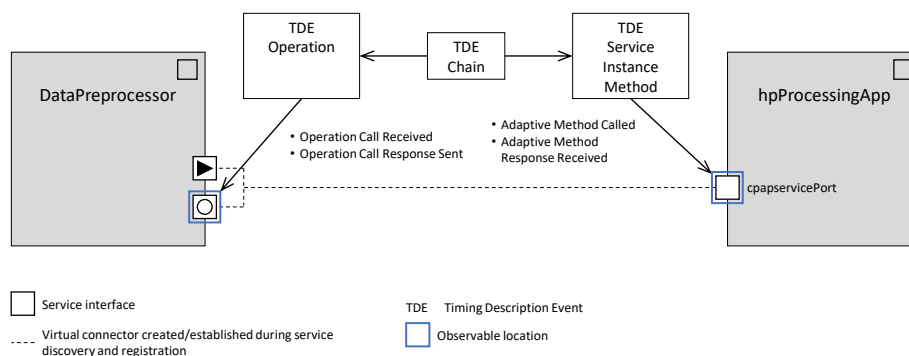 TDE
Operation
TDE
Chain
TDE
Service
Instance
Method
DataPreprocessor
hpProcessingApp
• Operation Call Received
• Operation Call Response Sent
• Adaptive Method Called
• Adaptive Method
Response Received
cpapservicePort
Service interface
TDE Timing Description Event
Virtual connector created/established during service
discovery and registration
Observable location